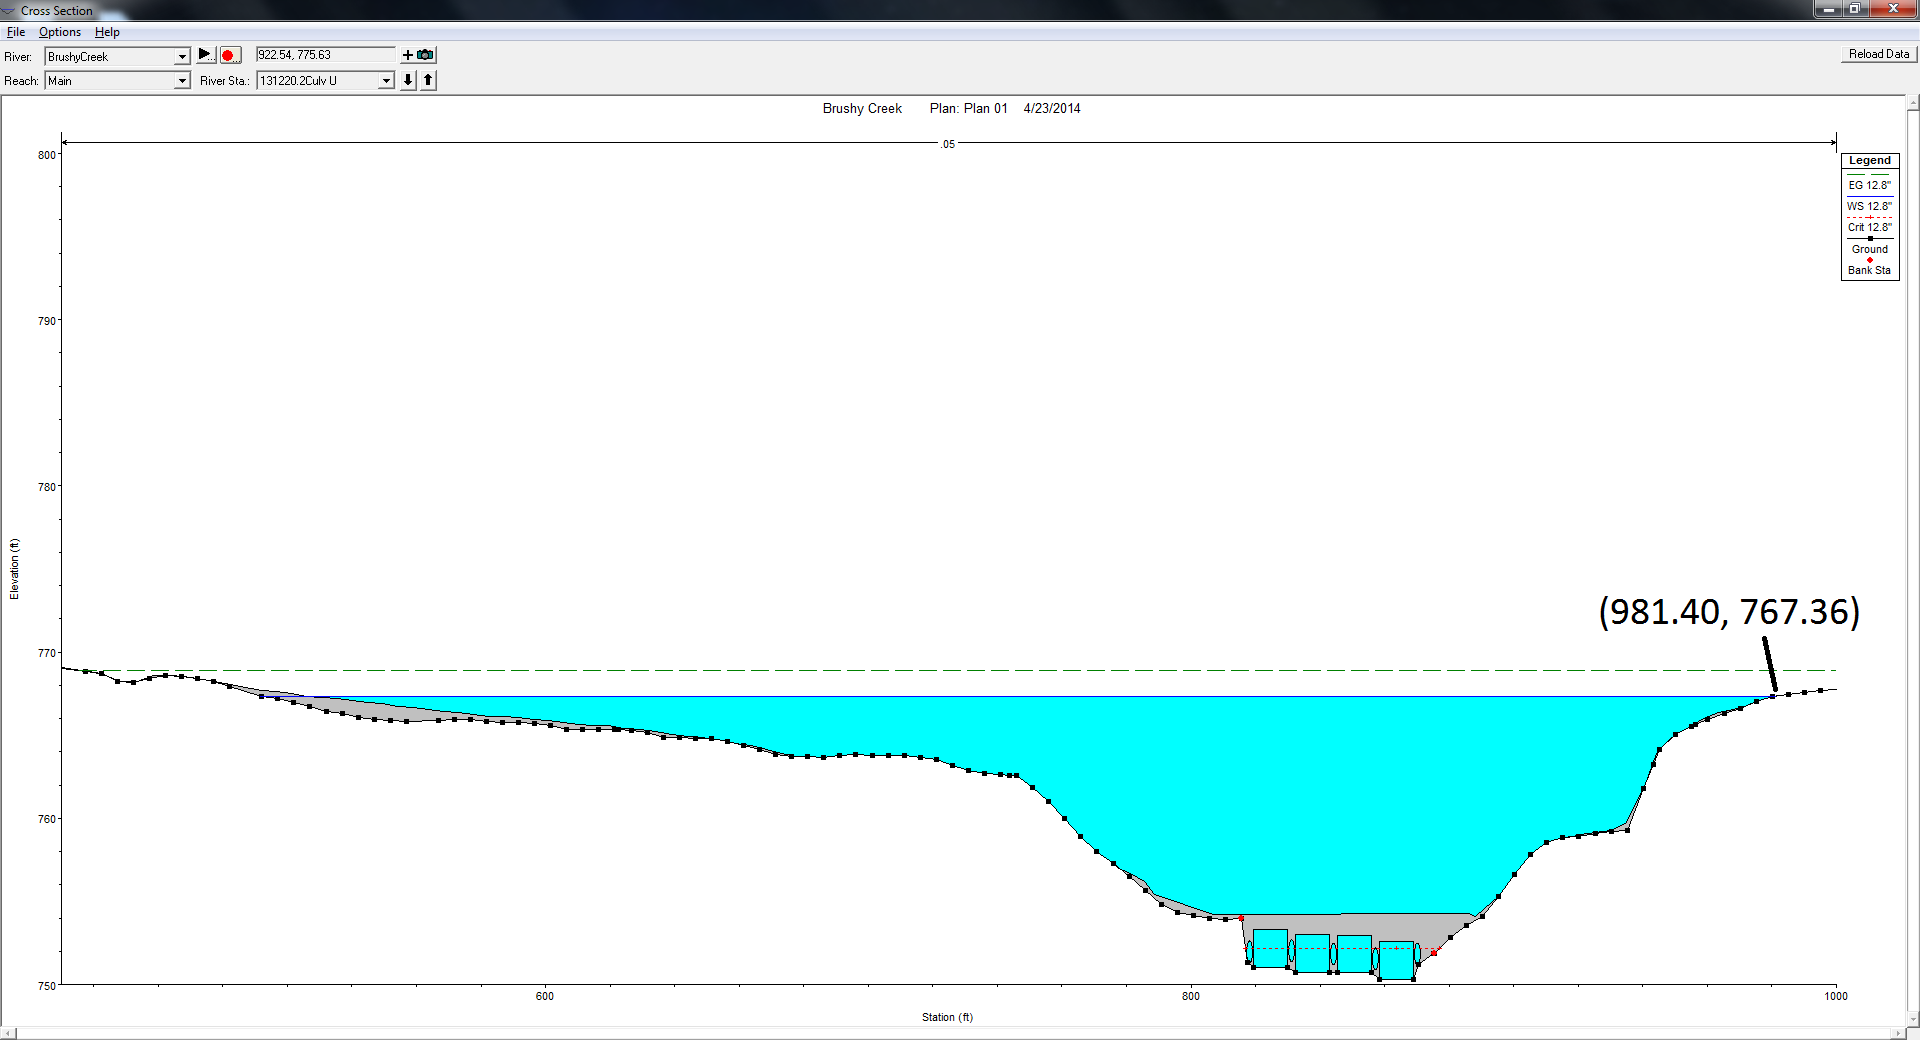 Cross Section
File Options Help
River: BrushyCreek 922.54, 775.63 Reload Data
Reach: Main River Sta.: 131220.2Culv U
Brushy Creek Plan: Plan 01 4/23/2014
.05
Legend
EG 12.8"
WS 12.8"
Crit 12.8"
Ground
Bank Sta
800
790
780
770
760
750
Elevation (ft)
(981.40, 767.36)
600 800 1000
Station (ft)